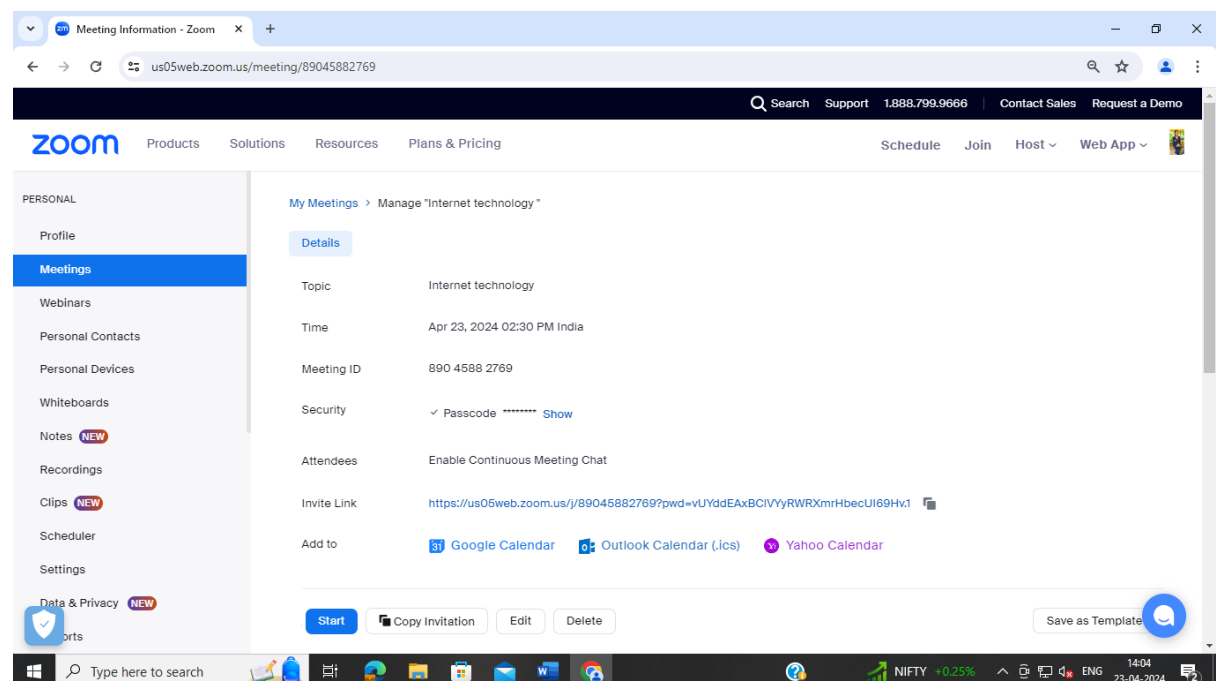 Meeting Information - Zoom
us05web.zoom.us/meeting/89045882769
Search Support 1.888.799.9666 Contact Sales Request a Demo
zoom Products Solutions Resources Plans & Pricing Schedule Join Host Web App
PERSONAL
Profile
Meetings
Webinars
Personal Contacts
Personal Devices
Whiteboards
Notes NEW
Recordings
Clips NEW
Scheduler
Settings
Data & Privacy NEW
orts
My Meetings > Manage "Internet technology "
Details
Topic Internet technology
Time Apr 23, 2024 02:30 PM India
Meeting ID 890 4588 2769
Security ✓ Passcode ******** Show
Attendees Enable Continuous Meeting Chat
Invite Link https://us05web.zoom.us/j/89045882769?pwd=vUYddEAxBClVYyRWRXmrHbecUI69Hv.1
Add to 31 Google Calendar Outlook Calendar (.ics) Yahoo Calendar
Start Copy Invitation Edit Delete Save as Template
Type here to search NIFTY +0.25% ENG 14:04
23-04-2024